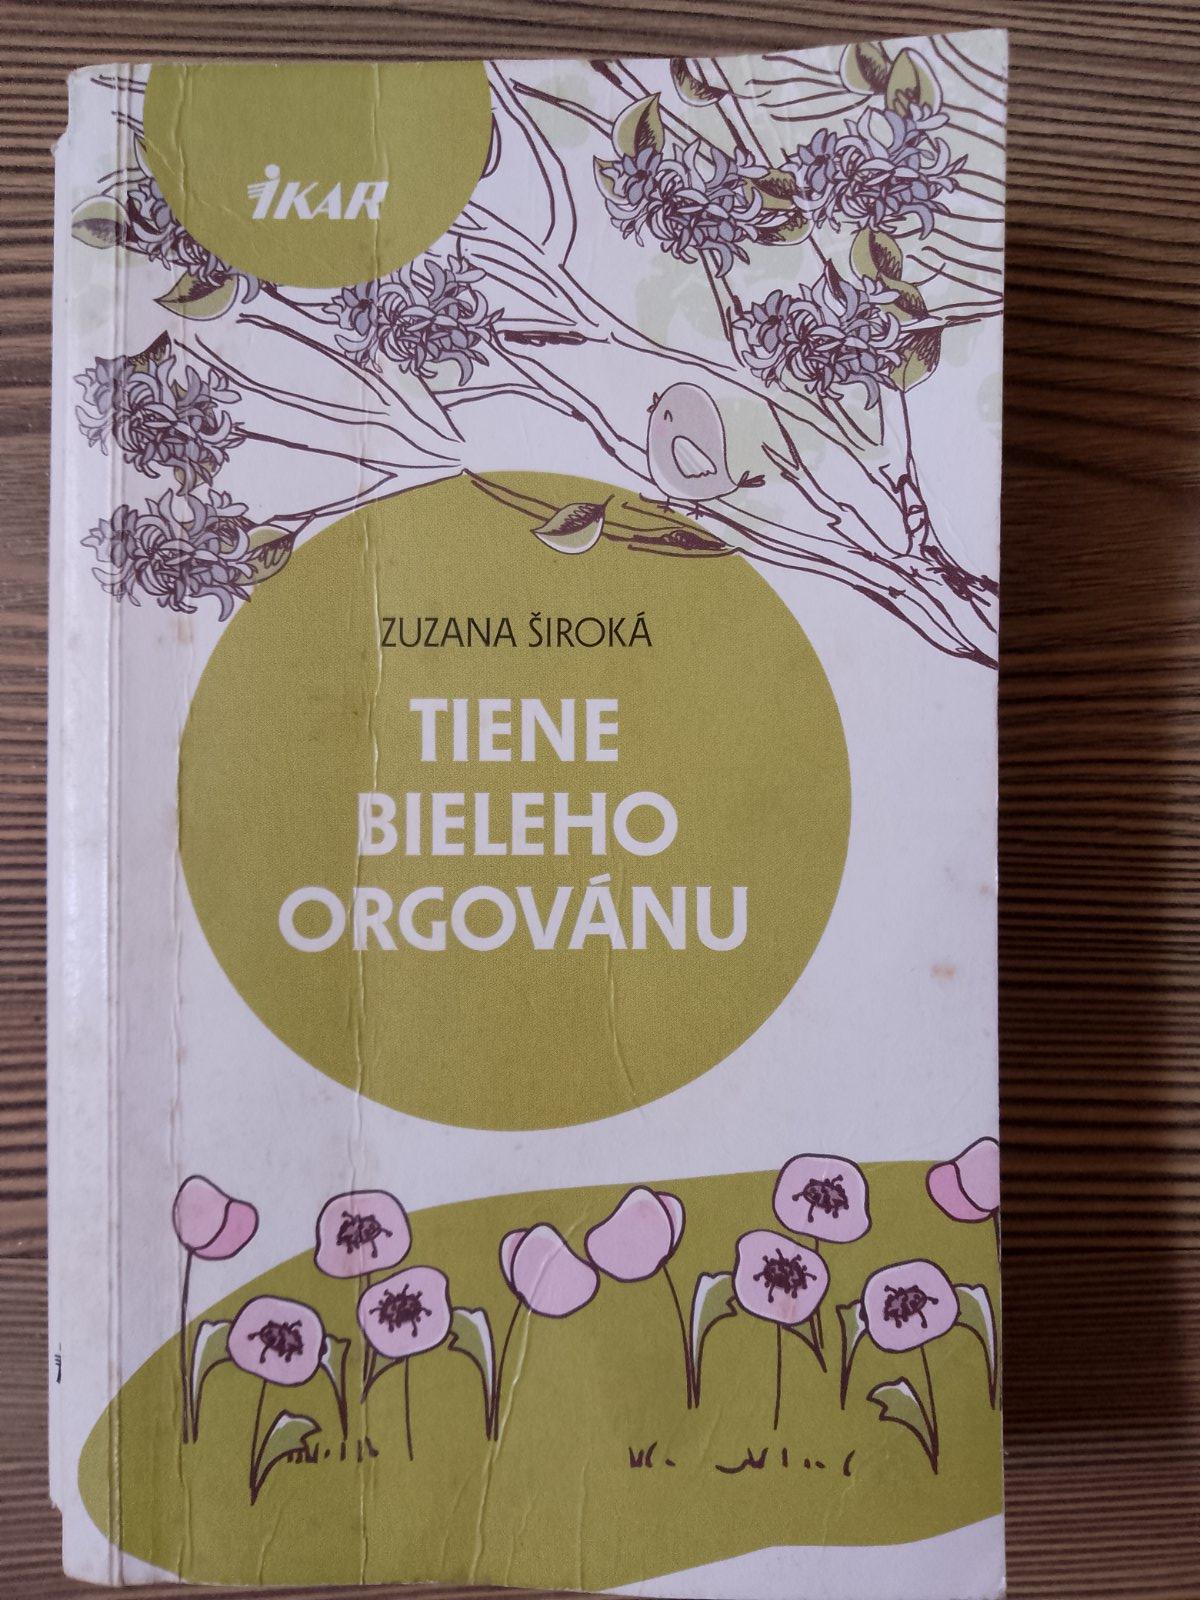 IKAR
ZUZANA ŠIROKÁ
TIENE
BIELEHO
ORGOVÁNU